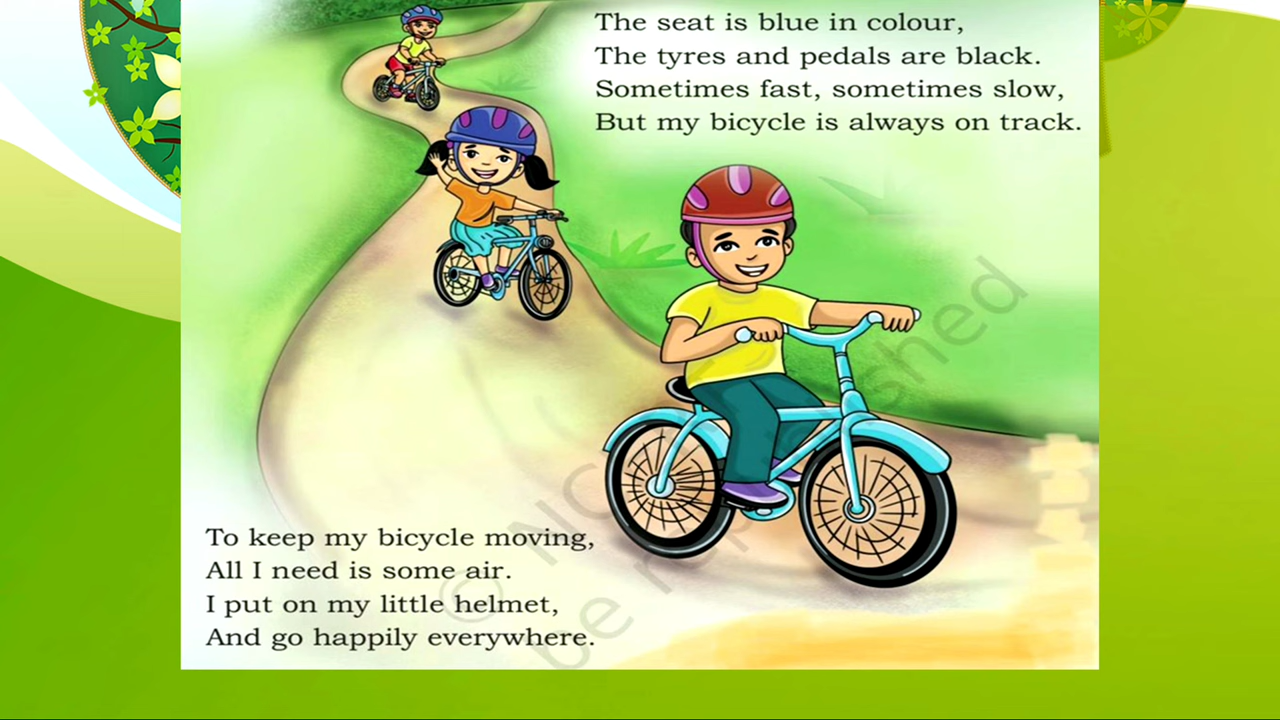 The seat is blue in colour,
The tyres and pedals are black.
Sometimes fast, sometimes slow,
But my bicycle is always on track.
To keep my bicycle moving,
All I need is some air.
I put on my little helmet,
And go happily everywhere.